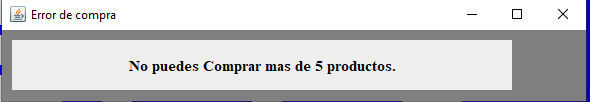 Error de compra
No puedes Comprar mas de 5 productos.